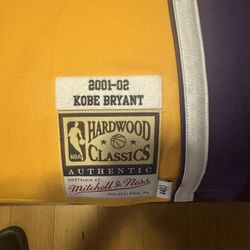 2001-02
KOBE BRYANT
HARDWOOD
NBA
CLASSICS
AUTHENTIC
NOSTALGIA CO.
Mitchell & Ness
PHILADELPHIA, PA